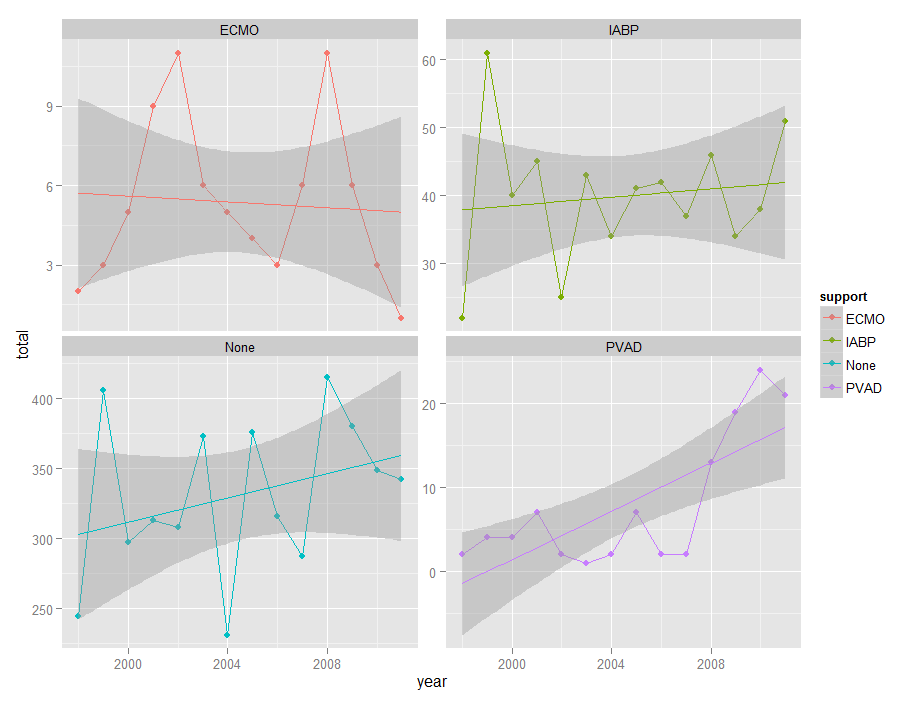 ECMO
IABP
9
6
3
60
50
40
30
None
PVAD
400
350
300
250
20
10
0
2000
2004
2008
2000
2004
2008
year
total
support
ECMO
IABP
None
PVAD